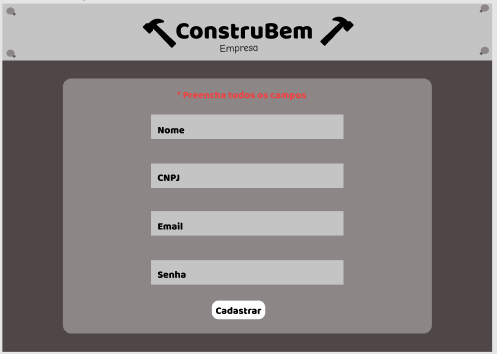 ConstruBem
Empresa
* Preencha todos os campos
Nome
CNPJ
Email
Senha
Cadastrar